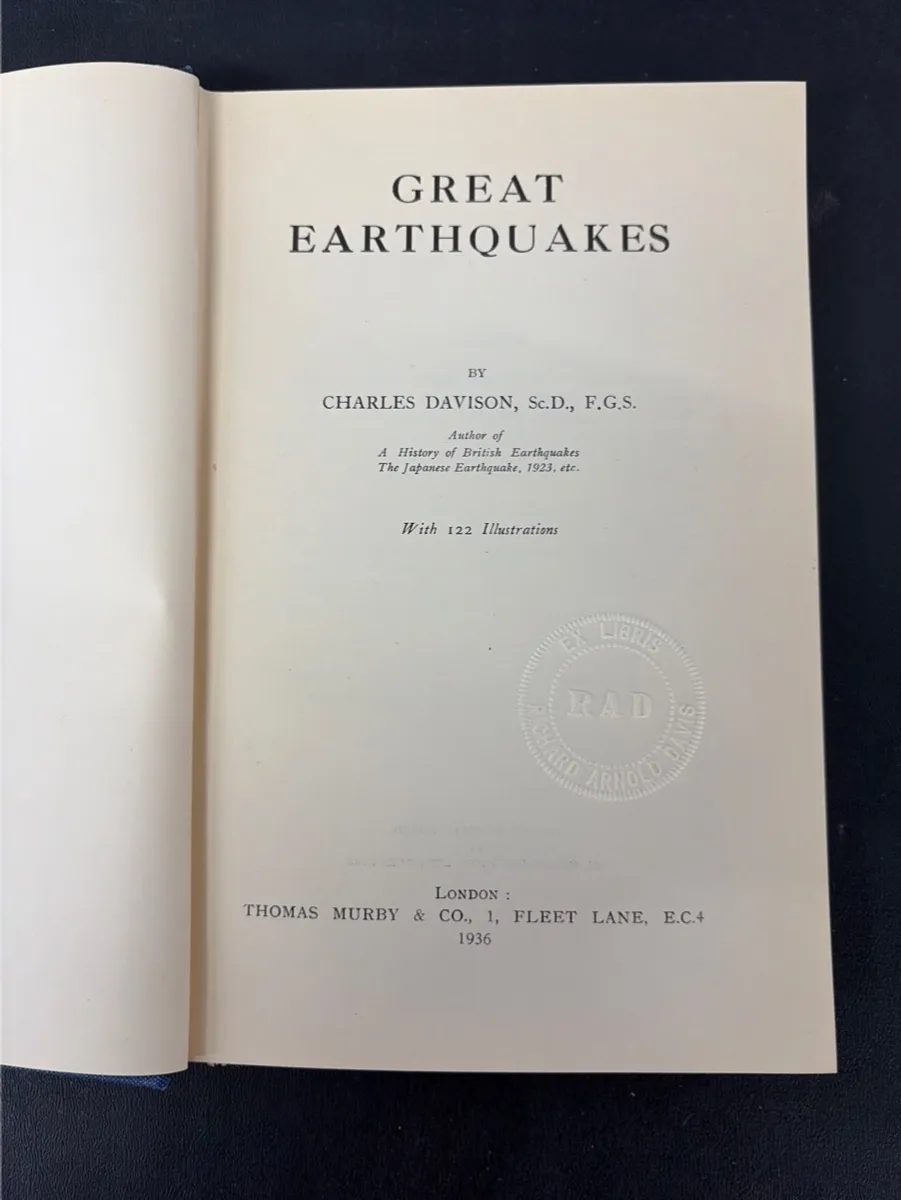 GREAT
EARTHQUAKES
BY
CHARLES DAVISON, Sc.D., F.G.S.
Author of
A History of British Earthquakes
The Japanese Earthquake, 1923. etc.
With 122 Illustrations
EX LIBRIS
RAD
RICHARD ARNOLD DAVIS
LONDON :
THOMAS MURBY & CO., 1, FLEET LANE, E.C.4
1936